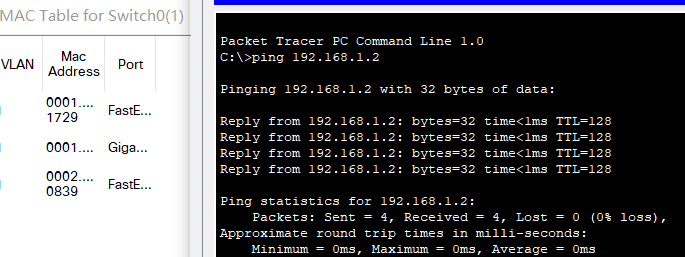 MAC Table for Switch0(1)
VLAN Mac Address Port
0001.... 1729 FastE...
0001.... Giga...
0002.... 0839 FastE...
Packet Tracer PC Command Line 1.0
C:\>ping 192.168.1.2
Pinging 192.168.1.2 with 32 bytes of data:
Reply from 192.168.1.2: bytes=32 time<1ms TTL=128
Reply from 192.168.1.2: bytes=32 time<1ms TTL=128
Reply from 192.168.1.2: bytes=32 time<1ms TTL=128
Reply from 192.168.1.2: bytes=32 time<1ms TTL=128
Ping statistics for 192.168.1.2:
Packets: Sent = 4, Received = 4, Lost = 0 (0% loss),
Approximate round trip times in milli-seconds:
Minimum = 0ms, Maximum = 0ms, Average = 0ms